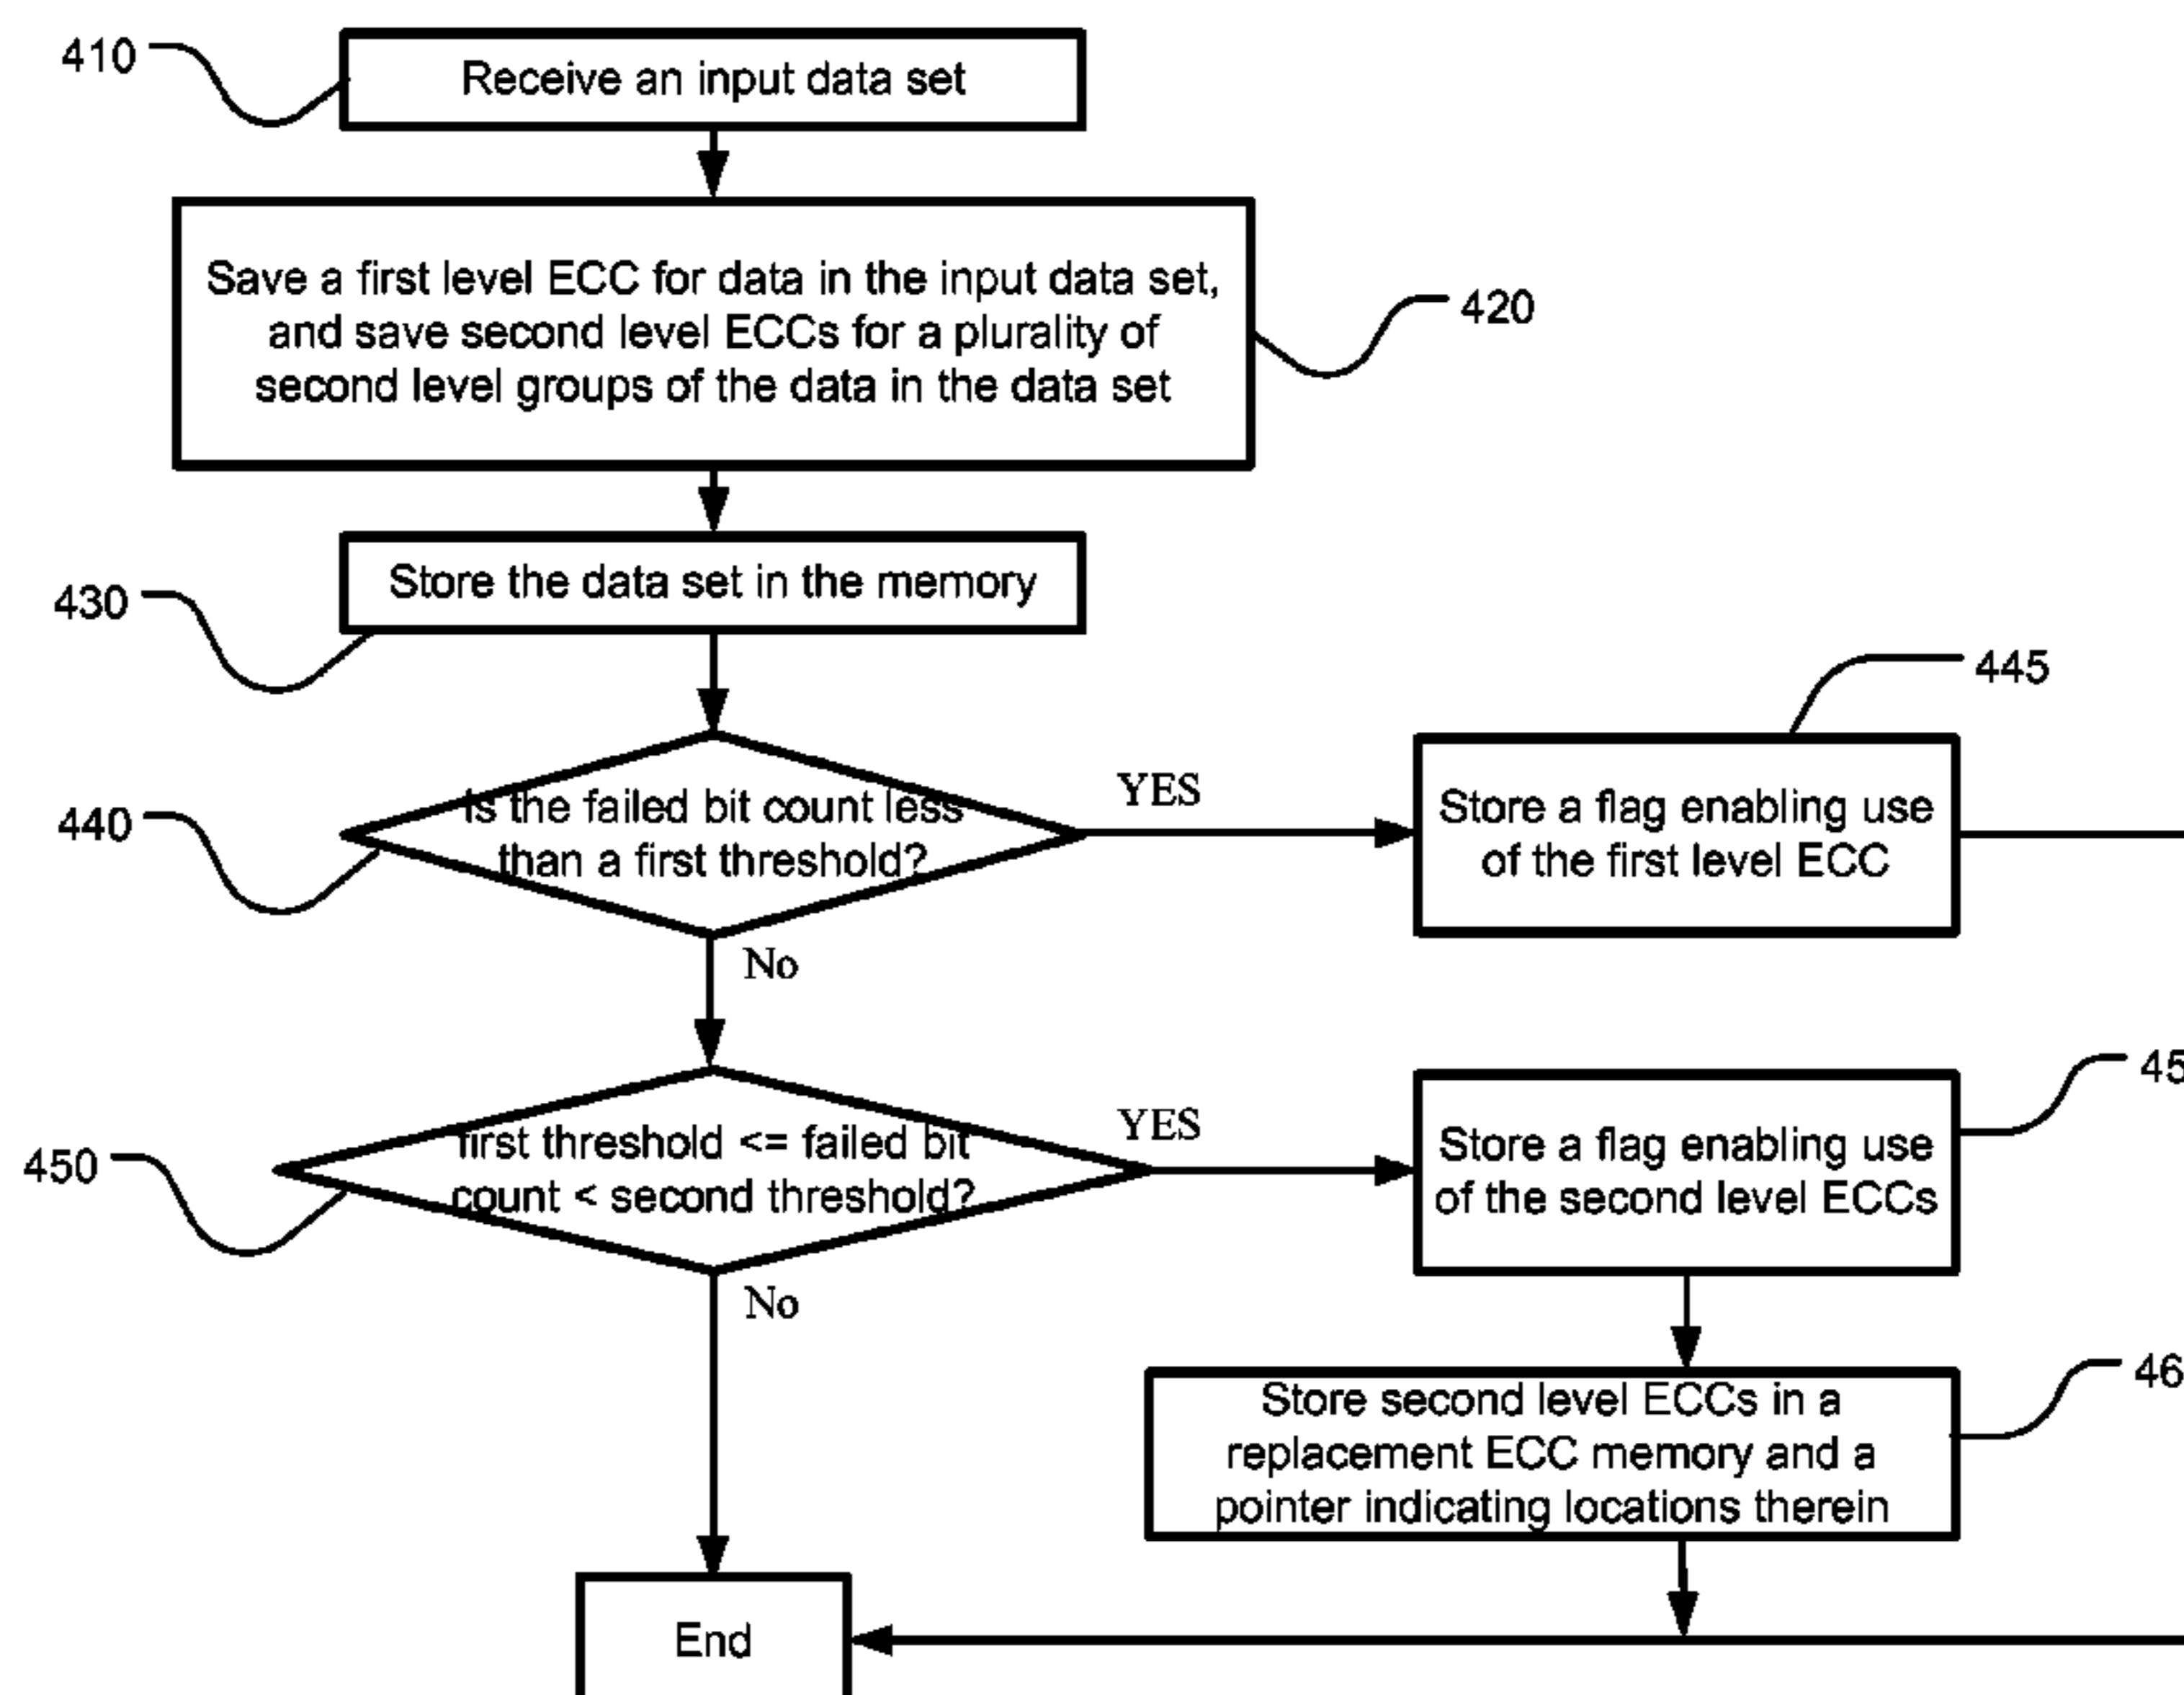 410
Receive an input data set
Save a first level ECC for data in the input data set,
and save second level ECCs for a plurality of
second level groups of the data in the data set
420
Store the data set in the memory
430
445
Is the failed bit count less
than a first threshold?
440
YES
Store a flag enabling use
of the first level ECC
No
45
first threshold <= failed bit
count < second threshold?
450
YES
Store a flag enabling use
of the second level ECCs
No
46
Store second level ECCs in a
replacement ECC memory and a
pointer indicating locations therein
End